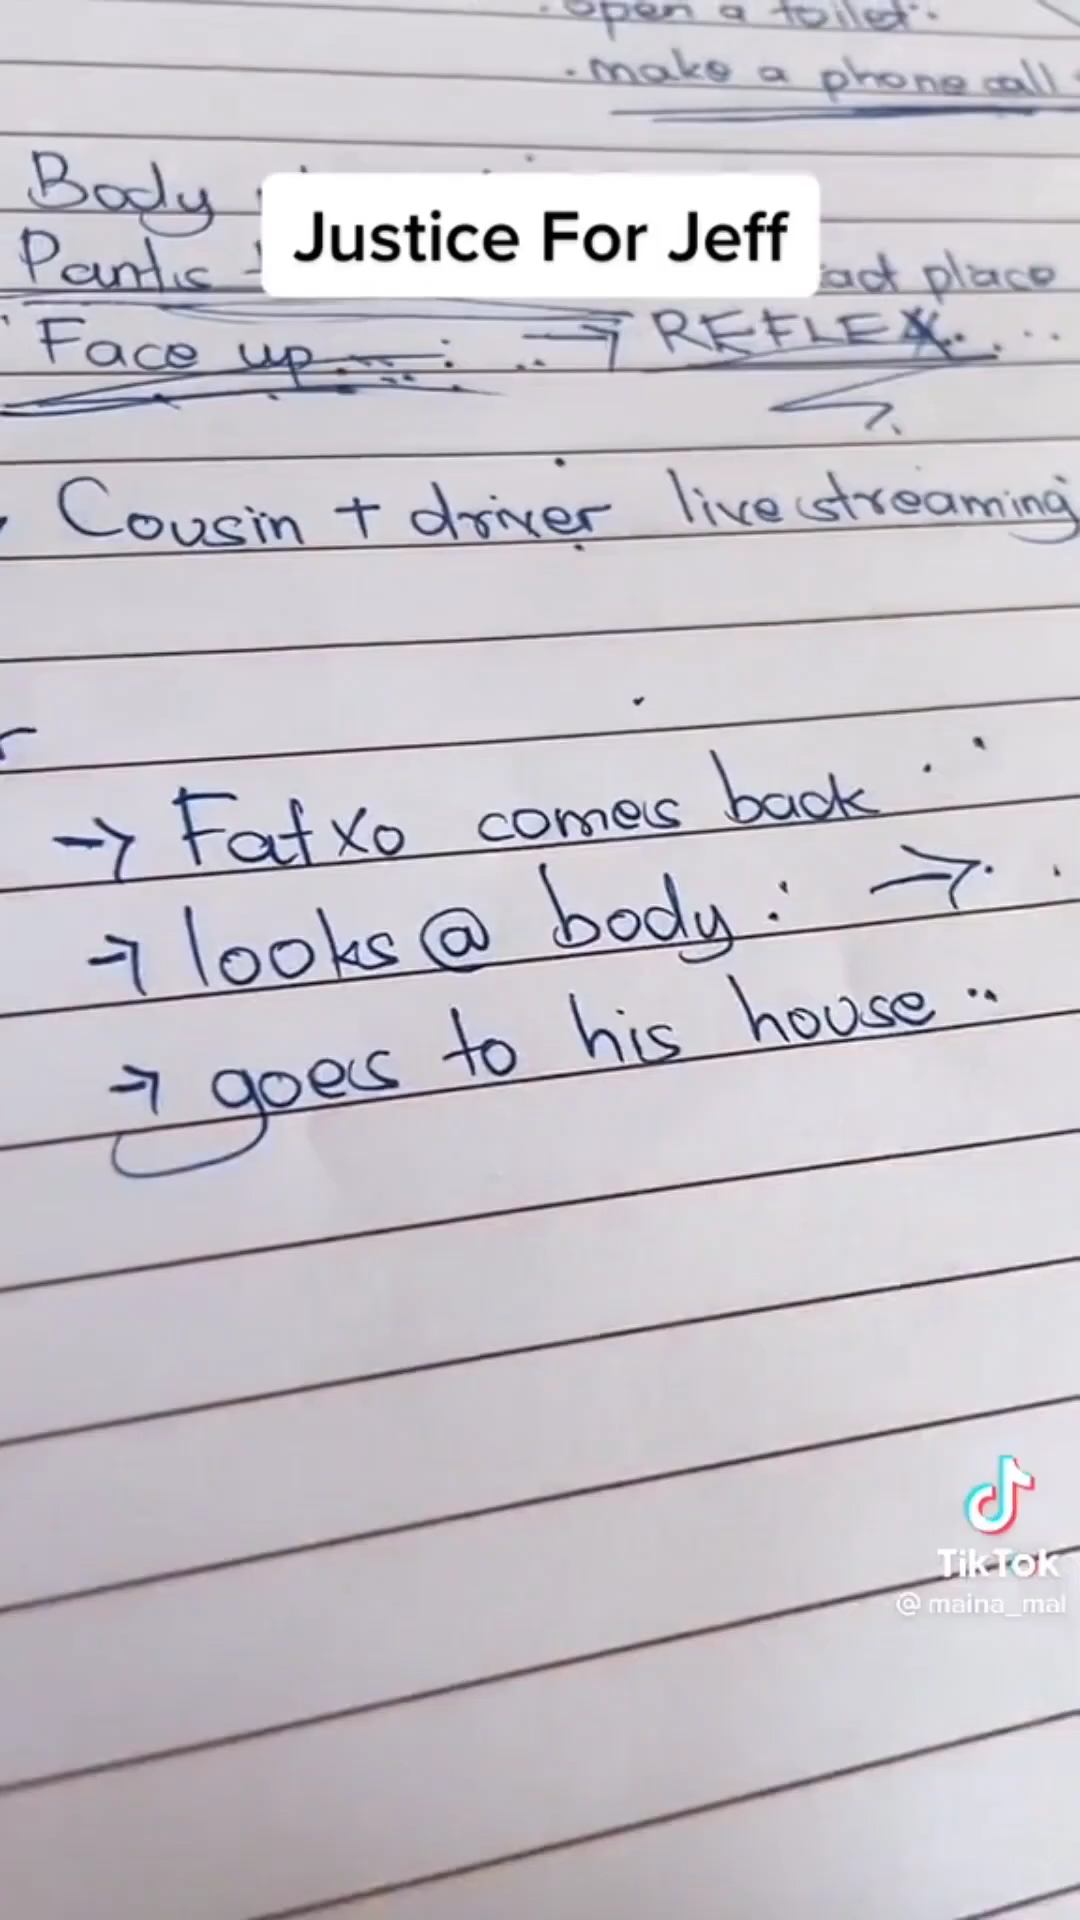 . open a toilet.
. make a phone call
Body
Justice For Jeff
Pants
place
Face up → REFLEX...
Cousin + driver livestreaming
→ Fatxo comes back
→ looks @ body : →
→ goes to his house
TikTok
@maina_mal